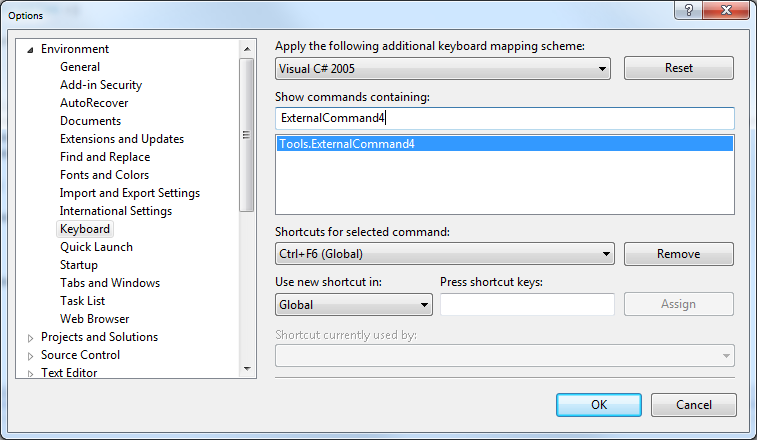 Options
Environment
General
Add-in Security
AutoRecover
Documents
Extensions and Updates
Find and Replace
Fonts and Colors
Import and Export Settings
International Settings
Keyboard
Quick Launch
Startup
Tabs and Windows
Task List
Web Browser
Projects and Solutions
Source Control
Text Editor
Apply the following additional keyboard mapping scheme:
Visual C# 2005
Reset
Show commands containing:
ExternalCommand4
Tools.ExternalCommand4
Shortcuts for selected command:
Ctrl+F6 (Global)
Remove
Use new shortcut in:
Press shortcut keys:
Global
Assign
Shortcut currently used by:
OK
Cancel